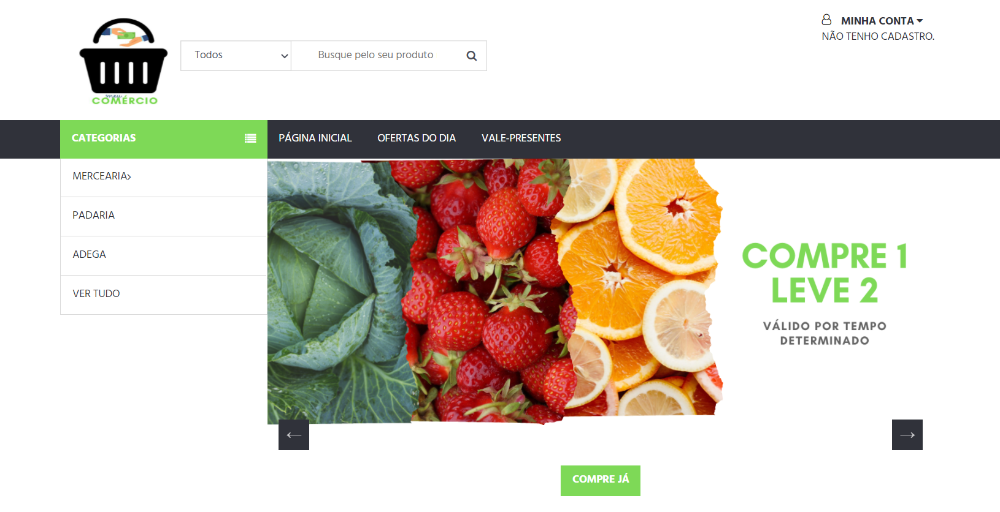 meu
COMÉRCIO
Todos
Busque pelo seu produto
MINHA CONTA
NÃO TENHO CADASTRO.
CATEGORIAS
PÁGINA INICIAL
OFERTAS DO DIA
VALE-PRESENTES
MERCEARIA
PADARIA
ADEGA
VER TUDO
COMPRE 1
LEVE 2
VÁLIDO POR TEMPO
DETERMINADO
COMPRE JÁ